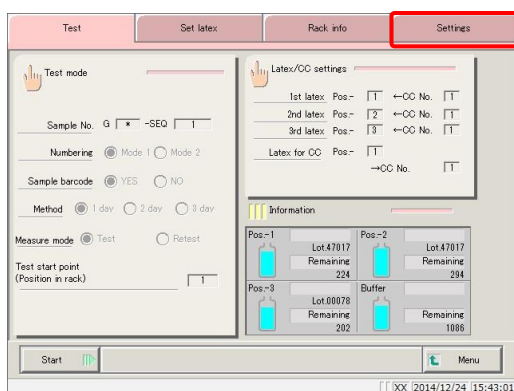 Test Set latex Rack info Settings
Test mode
Sample No. G * -SEQ 1
Numbering Mode 1 Mode 2
Sample barcode YES NO
Method 1 day 2 day 3 day
Measure mode Test Retest
Test start point
(Position in rack) 1
Latex/CC settings
1st latex Pos.- 1 ←CC No. 1
2nd latex Pos.- 2 ←CC No. 1
3rd latex Pos.- 3 ←CC No. 1
Latex for CC Pos.- 1
→CC No. 1
Information
Pos.-1
Lot.47017
Remaining
224
Pos.-2
Lot.47017
Remaining
294
Pos.-3
Lot.00078
Remaining
202
Buffer
Remaining
1086
Start Menu
XX 2014/12/24 15:43:01